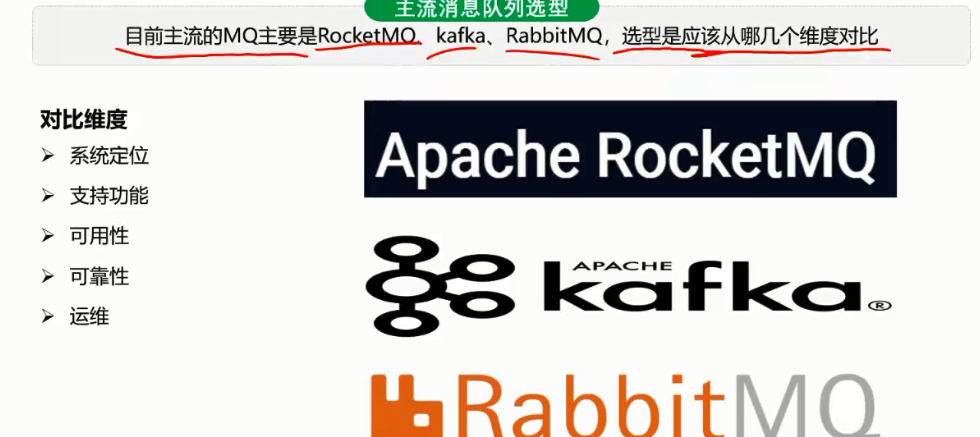 主流消息队列选型
目前主流的MQ主要是RocketMQ、kafka、RabbitMQ，选型是应该从哪几个维度对比
对比维度
系统定位
支持功能
可用性
可靠性
运维
Apache RocketMQ
APACHE
kafka®
RabbitMQ